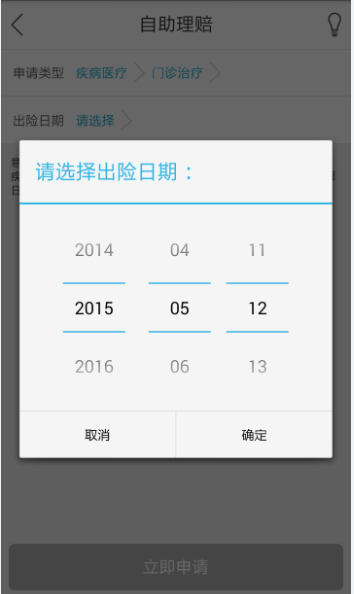 自助理赔
申请类型 疾病医疗 门诊治疗
出险日期 请选择
请选择出险日期：
2014 04 11
2015 05 12
2016 06 13
取消 确定
立即申请